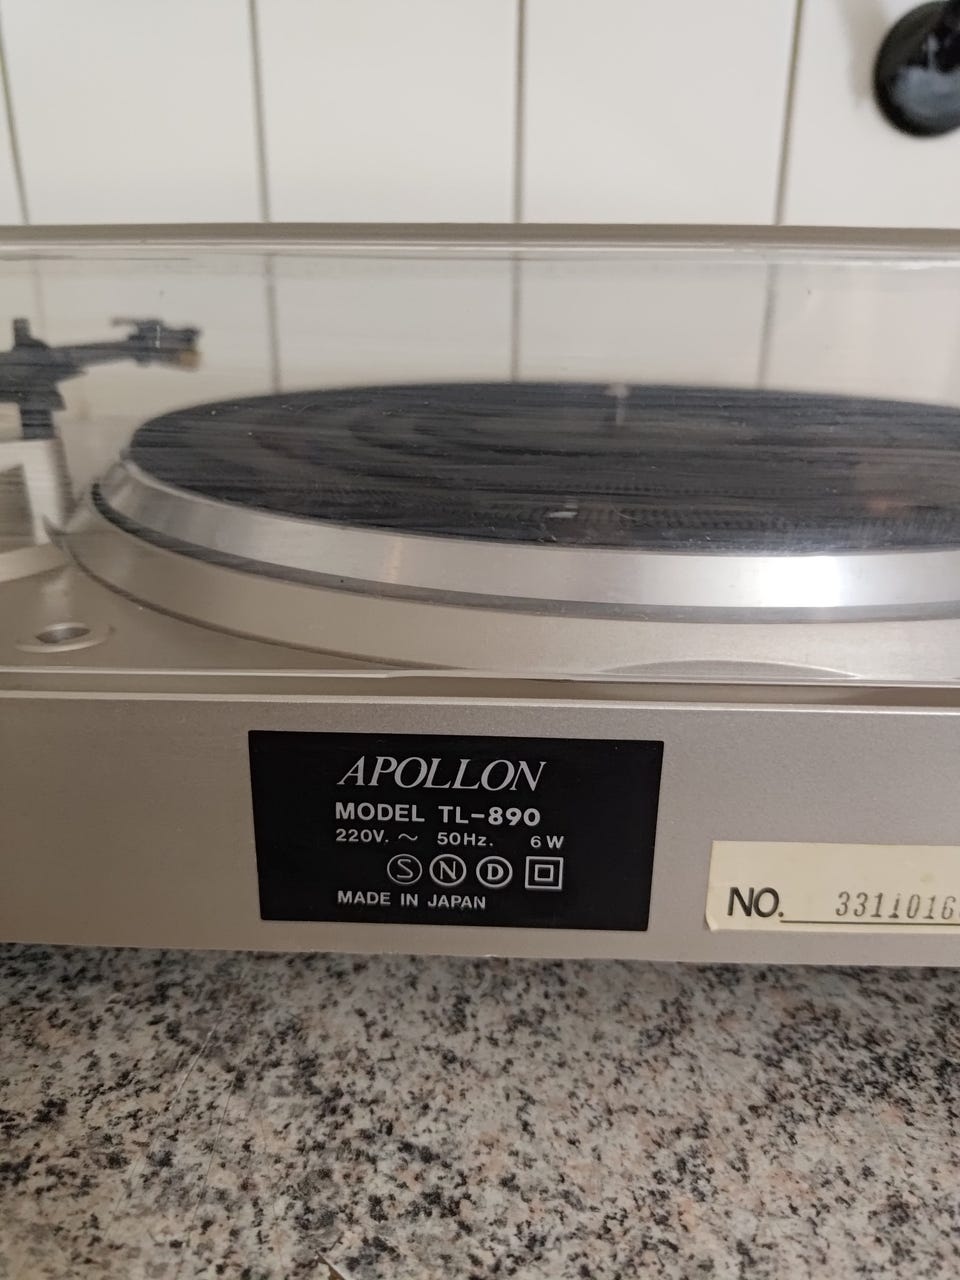 APOLLON
MODEL TL-890
220V. ~ 50Hz. 6W
S N D
MADE IN JAPAN
NO.